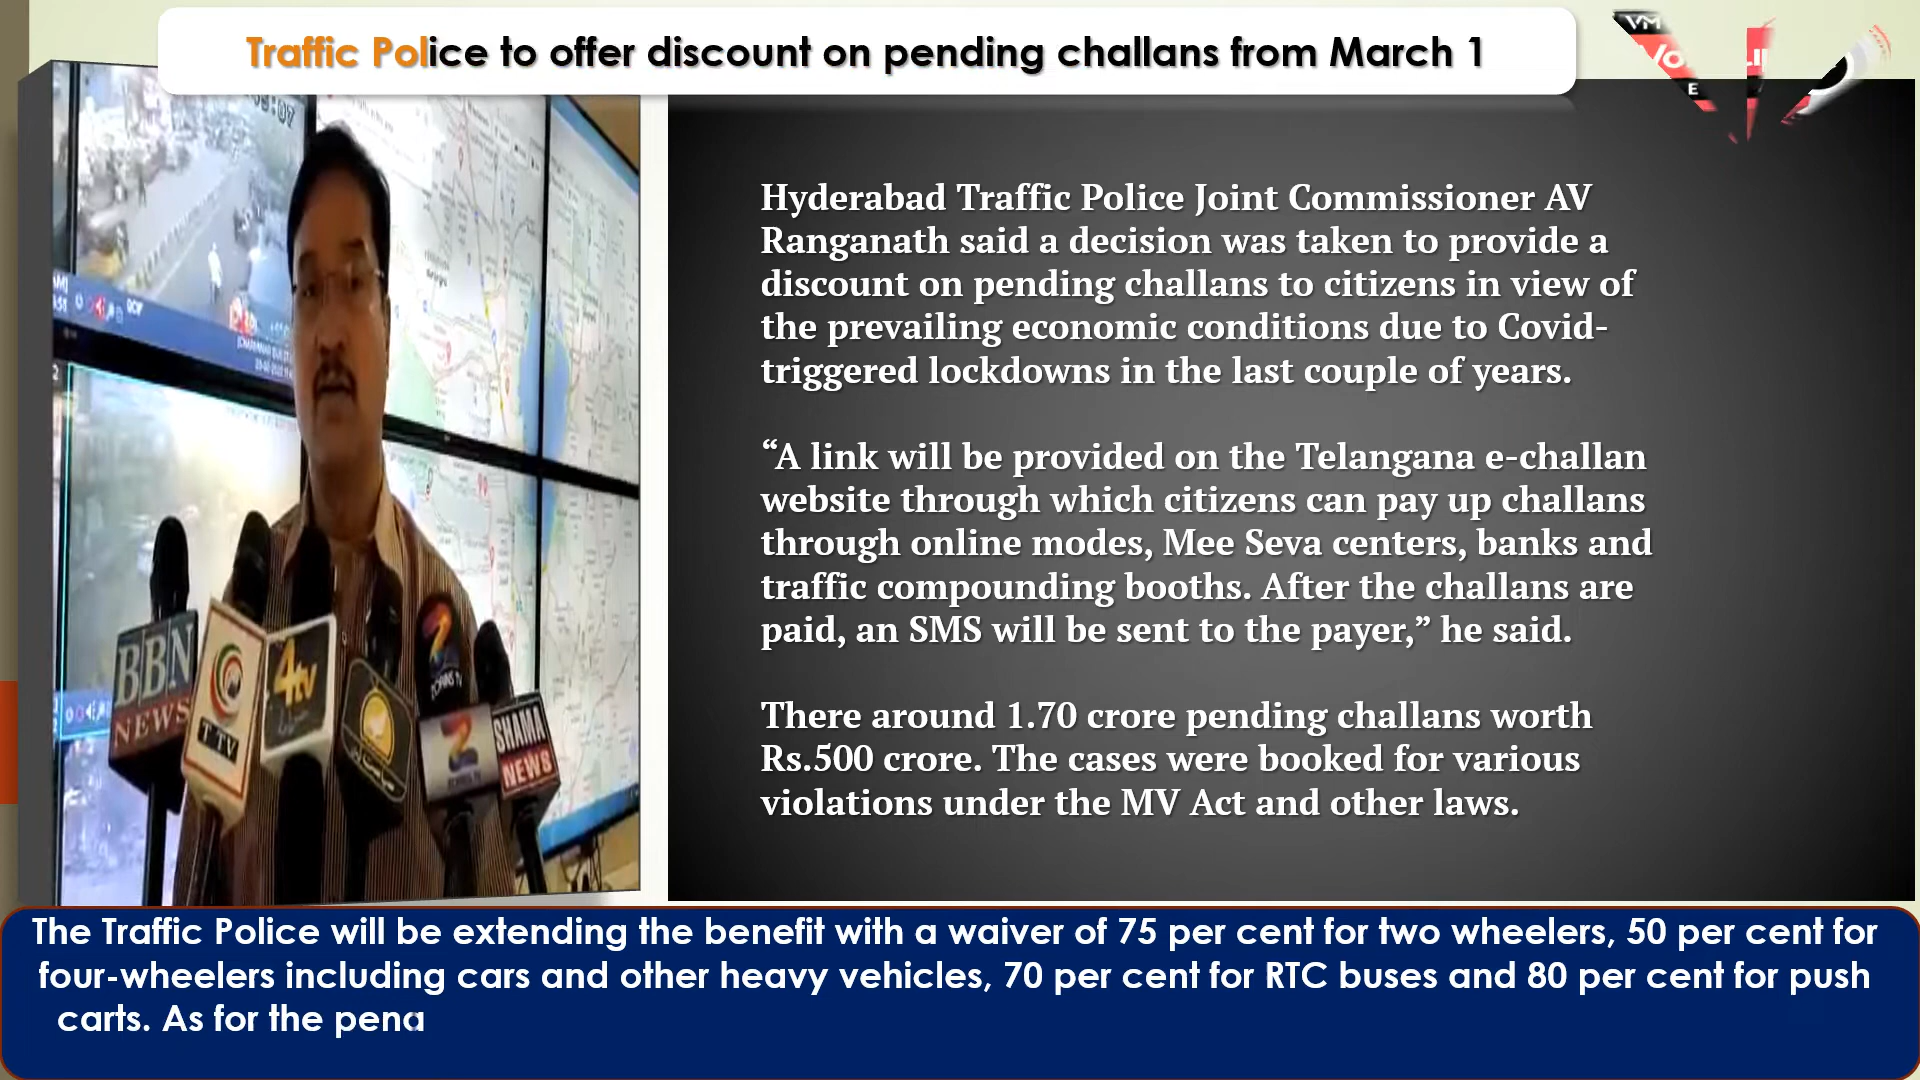 Traffic Police to offer discount on pending challans from March 1
VM
E
Hyderabad Traffic Police Joint Commissioner AV
Ranganath said a decision was taken to provide a
discount on pending challans to citizens in view of
the prevailing economic conditions due to Covid-
triggered lockdowns in the last couple of years.
“A link will be provided on the Telangana e-challan
website through which citizens can pay up challans
through online modes, Mee Seva centers, banks and
traffic compounding booths. After the challans are
paid, an SMS will be sent to the payer,” he said.
There around 1.70 crore pending challans worth
Rs.500 crore. The cases were booked for various
violations under the MV Act and other laws.
BBN
NEWS
T TV
4tv
SHAMA
NEWS
The Traffic Police will be extending the benefit with a waiver of 75 per cent for two wheelers, 50 per cent for
four-wheelers including cars and other heavy vehicles, 70 per cent for RTC buses and 80 per cent for push
carts. As for the pena